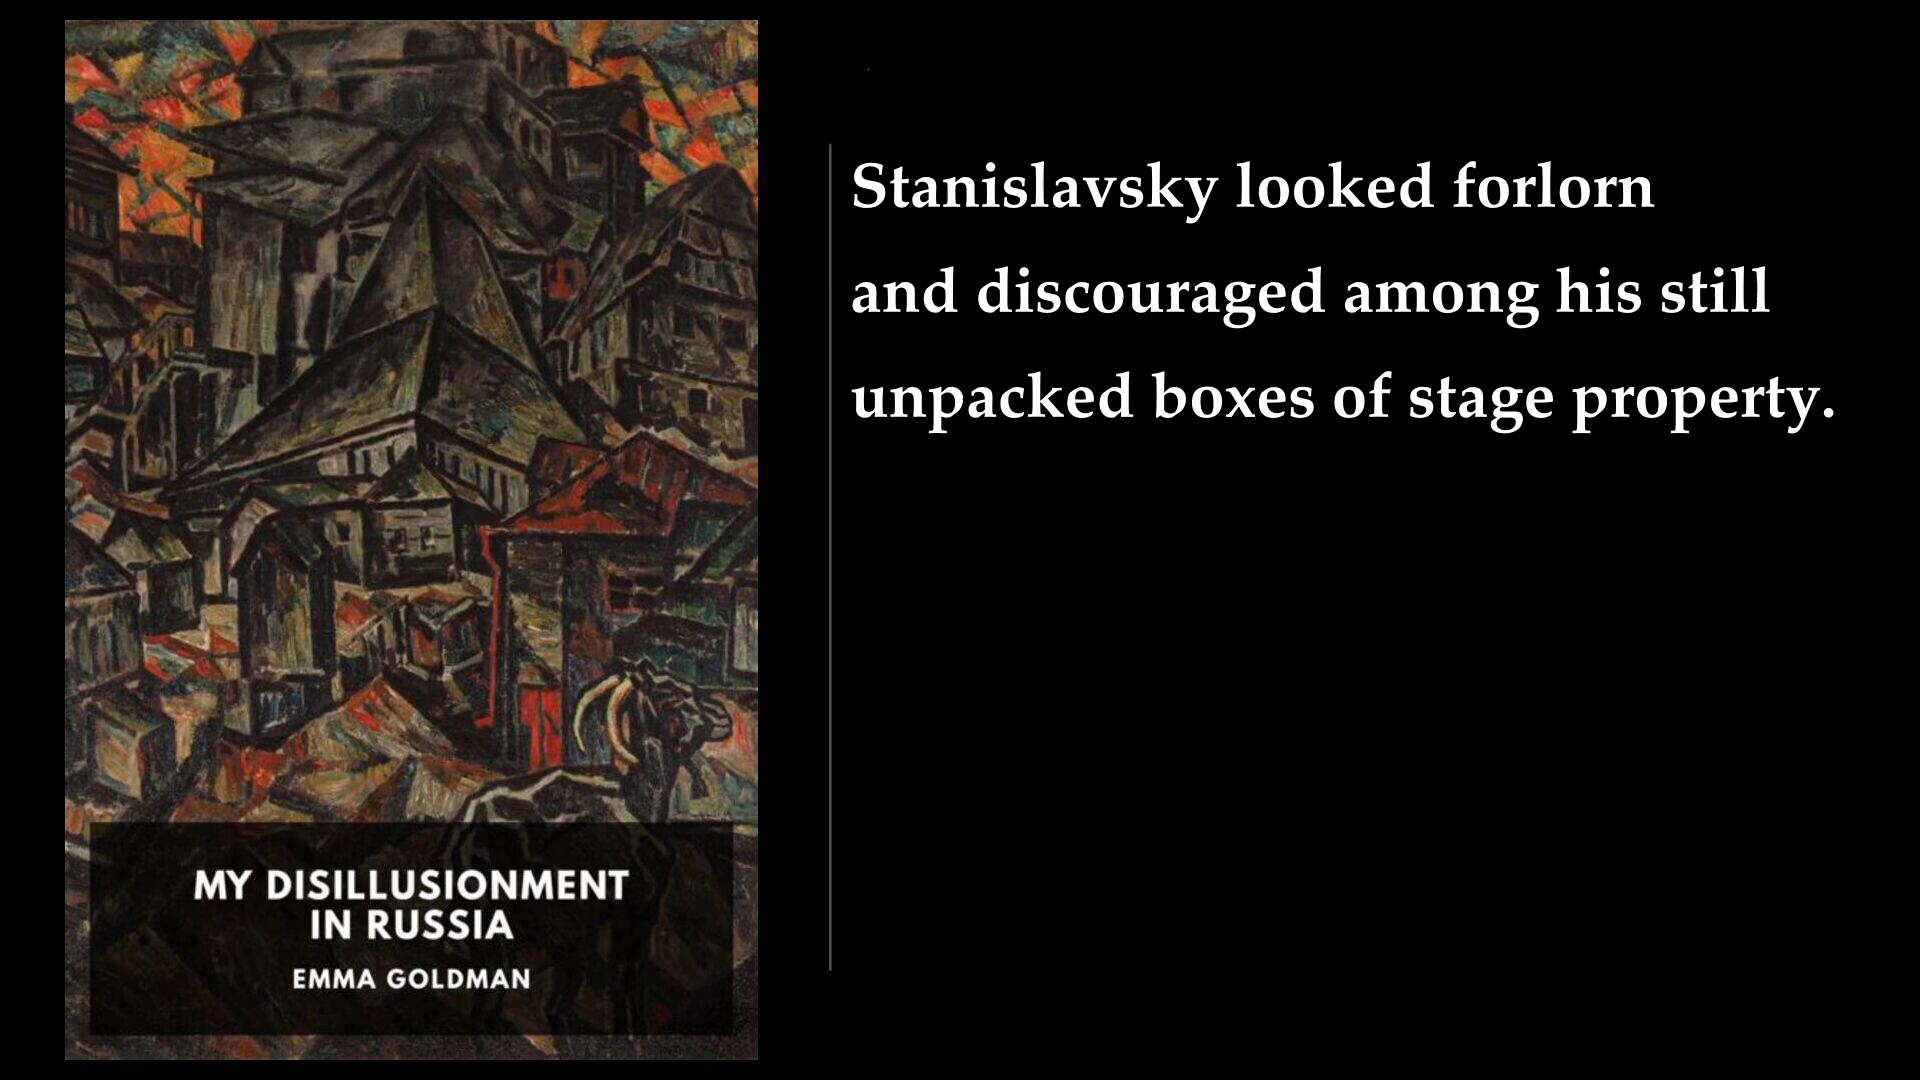 Stanislavsky looked forlorn
and discouraged among his still
unpacked boxes of stage property.
MY DISILLUSIONMENT
IN RUSSIA
EMMA GOLDMAN